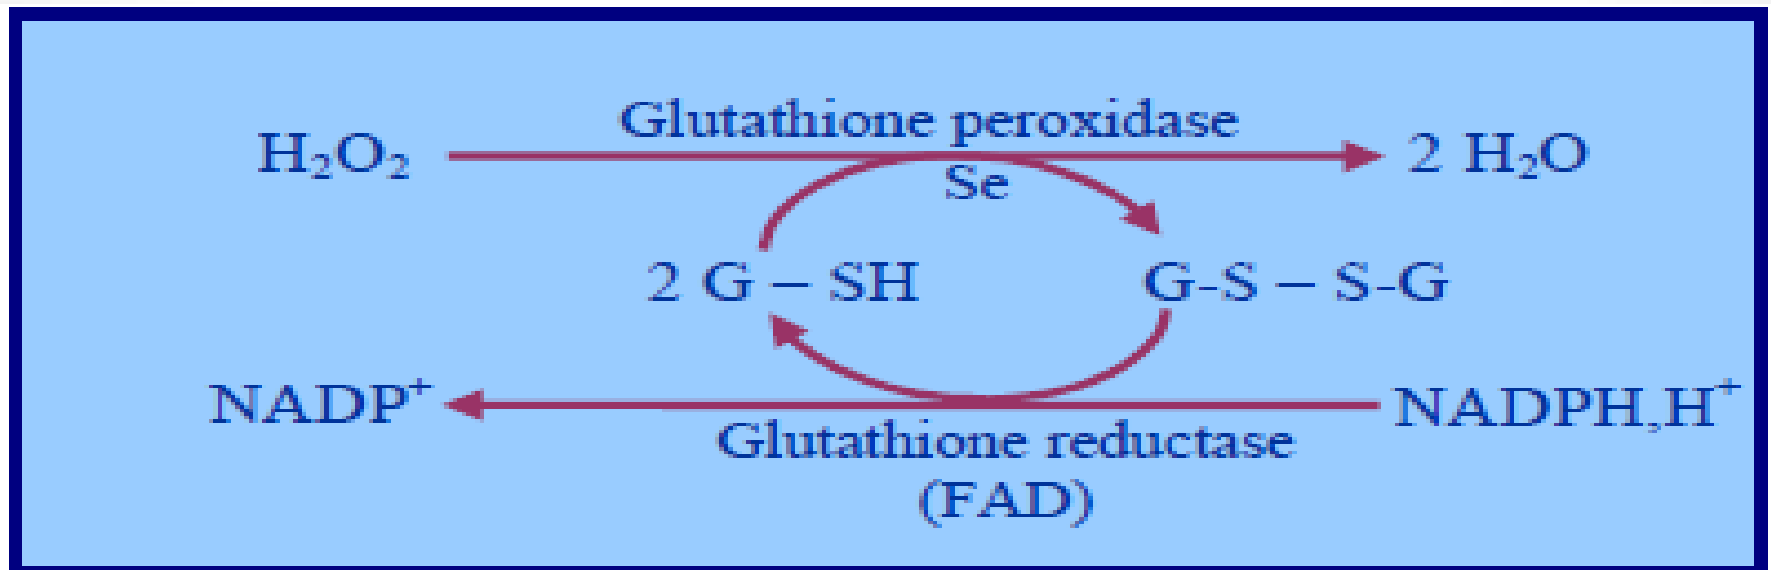 Glutathione peroxidase
H₂O₂ 2 H₂O
Se
2 G – SH G-S – S-G
NADP⁺ NADPH,H⁺
Glutathione reductase
(FAD)